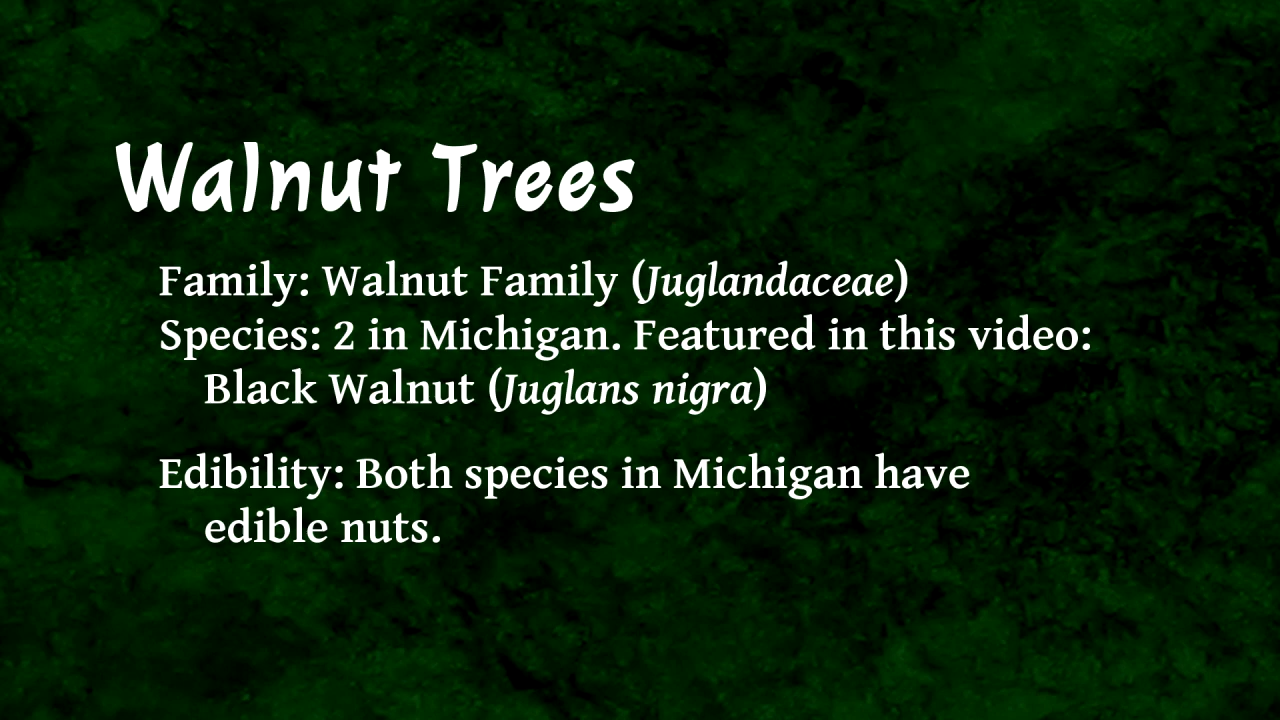 Walnut Trees
Family: Walnut Family (Juglandaceae)
Species: 2 in Michigan. Featured in this video:
Black Walnut (Juglans nigra)
Edibility: Both species in Michigan have
edible nuts.